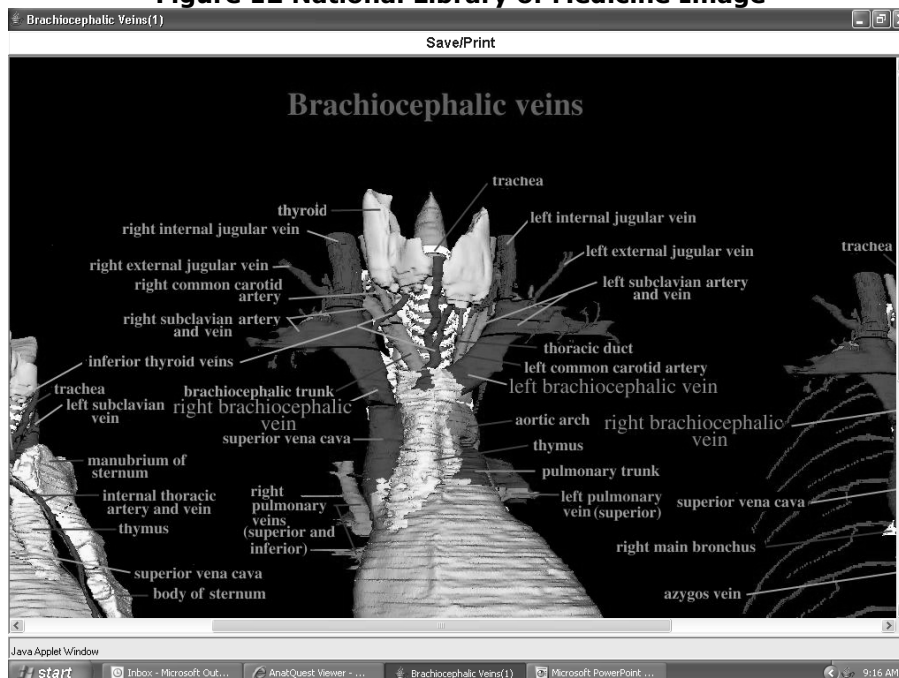 Figure 12 National Library of Medicine Image
Brachiocephalic Veins(1)
Save/Print
Brachiocephalic veins
trachea
thyroid
right internal jugular vein
left internal jugular vein
right external jugular vein
left external jugular vein
trachea
right common carotid
artery
left subclavian artery
and vein
right subclavian artery
and vein
thoracic duct
inferior thyroid veins
left common carotid artery
trachea
brachiocephalic trunk
left brachiocephalic vein
left subclavian
vein
right brachiocephalic
vein
aortic arch
right brachiocephalic
vein
superior vena cava
thymus
manubrium of
sternum
pulmonary trunk
internal thoracic
artery and vein
right
pulmonary
veins
(superior and
inferior)
left pulmonary
vein (superior)
superior vena cava
thymus
right main bronchus
superior vena cava
body of sternum
azygos vein
Java Applet Window
start
Inbox - Microsoft Out...
AnatQuest Viewer - ...
Brachiocephalic Veins(1)
Microsoft PowerPoint ...
9:16 AM